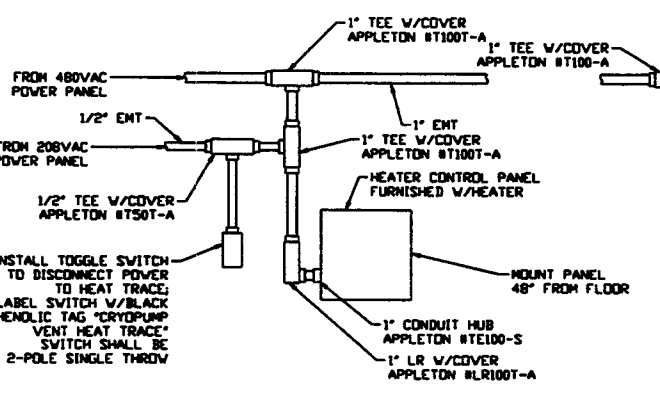 1" TEE W/COVER
APPLETON #T100T-A
1" TEE W/COVER
APPLETON #T100-A
FROM 480VAC
POWER PANEL
1/2" EMT
1" EMT
FROM 208VAC
POWER PANEL
1" TEE W/COVER
APPLETON #T100T-A
HEATER CONTROL PANEL
FURNISHED W/HEATER
1/2" TEE W/COVER
APPLETON #T50T-A
INSTALL TOGGLE SWITCH
TO DISCONNECT POWER
TO HEAT TRACE;
LABEL SWITCH W/BLACK
PHENOLIC TAG "CRYOPUMP
VENT HEAT TRACE"
SWITCH SHALL BE
2-POLE SINGLE THROW
MOUNT PANEL
48" FROM FLOOR
1" CONDUIT HUB
APPLETON #TE100-S
1" LR W/COVER
APPLETON #LR100T-A